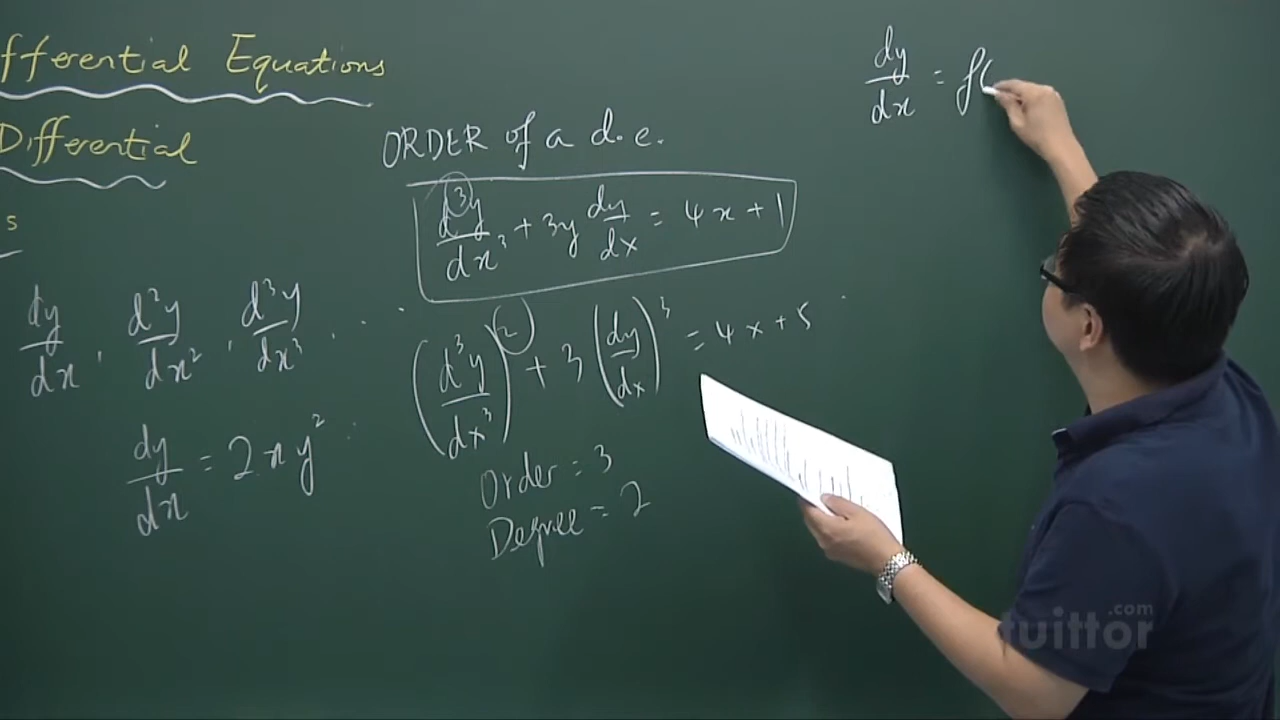 fferential Equations
Differential
s
dy/dx , d²y/dx² , d³y/dx³ , . . .
dy/dx = 2xy²
ORDER of a d.e.
d³y/dx³ + 3y dy/dx = 4x + 1
(d³y/dx³)² + 3 (dy/dx)³ = 4x + 5
Order = 3
Degree = 2
dy/dx = f(
tuittor.com